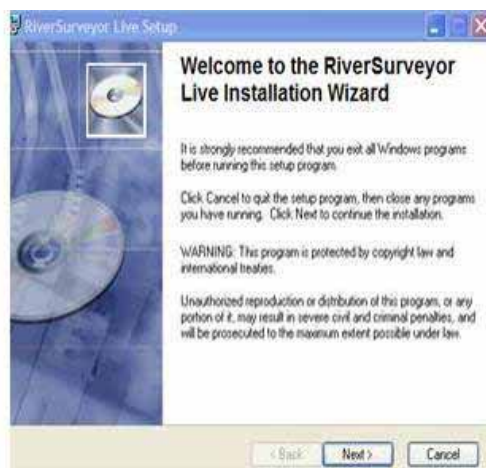 RiverSurveyor Live Setup
Welcome to the RiverSurveyor
Live Installation Wizard
It is strongly recommended that you exit all Windows programs
before running this setup program.
Click Cancel to quit the setup program, then close any programs
you have running. Click Next to continue the installation.
WARNING: This program is protected by copyright law and
international treaties.
Unauthorized reproduction or distribution of this program, or any
portion of it, may result in severe civil and criminal penalties, and
will be prosecuted to the maximum extent possible under law.
< Back Next > Cancel